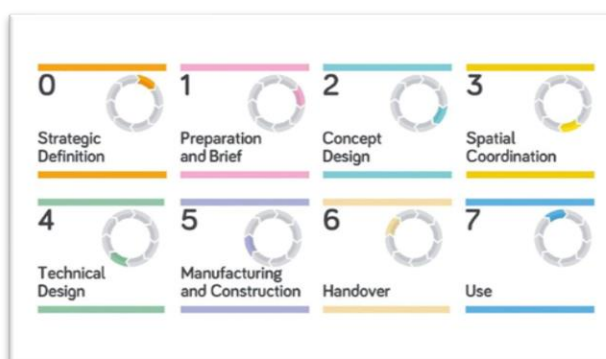 0
Strategic
Definition
1
Preparation
and Brief
2
Concept
Design
3
Spatial
Coordination
4
Technical
Design
5
Manufacturing
and Construction
6
Handover
7
Use